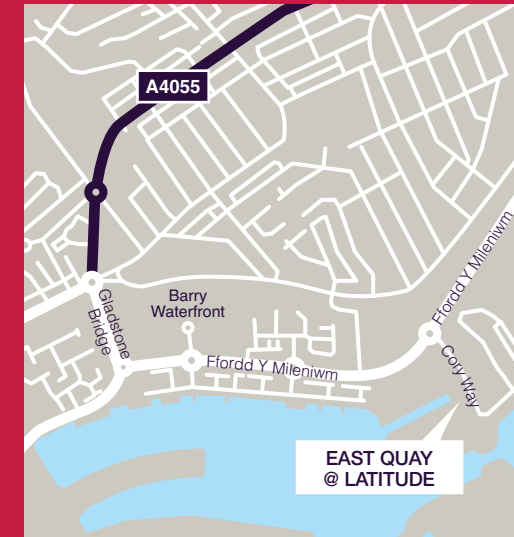 A4055
Ffordd Y Mileniwm
Gladstone
Bridge
Barry
Waterfront
Ffordd Y Mileniwm
Cory Way
EAST QUAY
@ LATITUDE